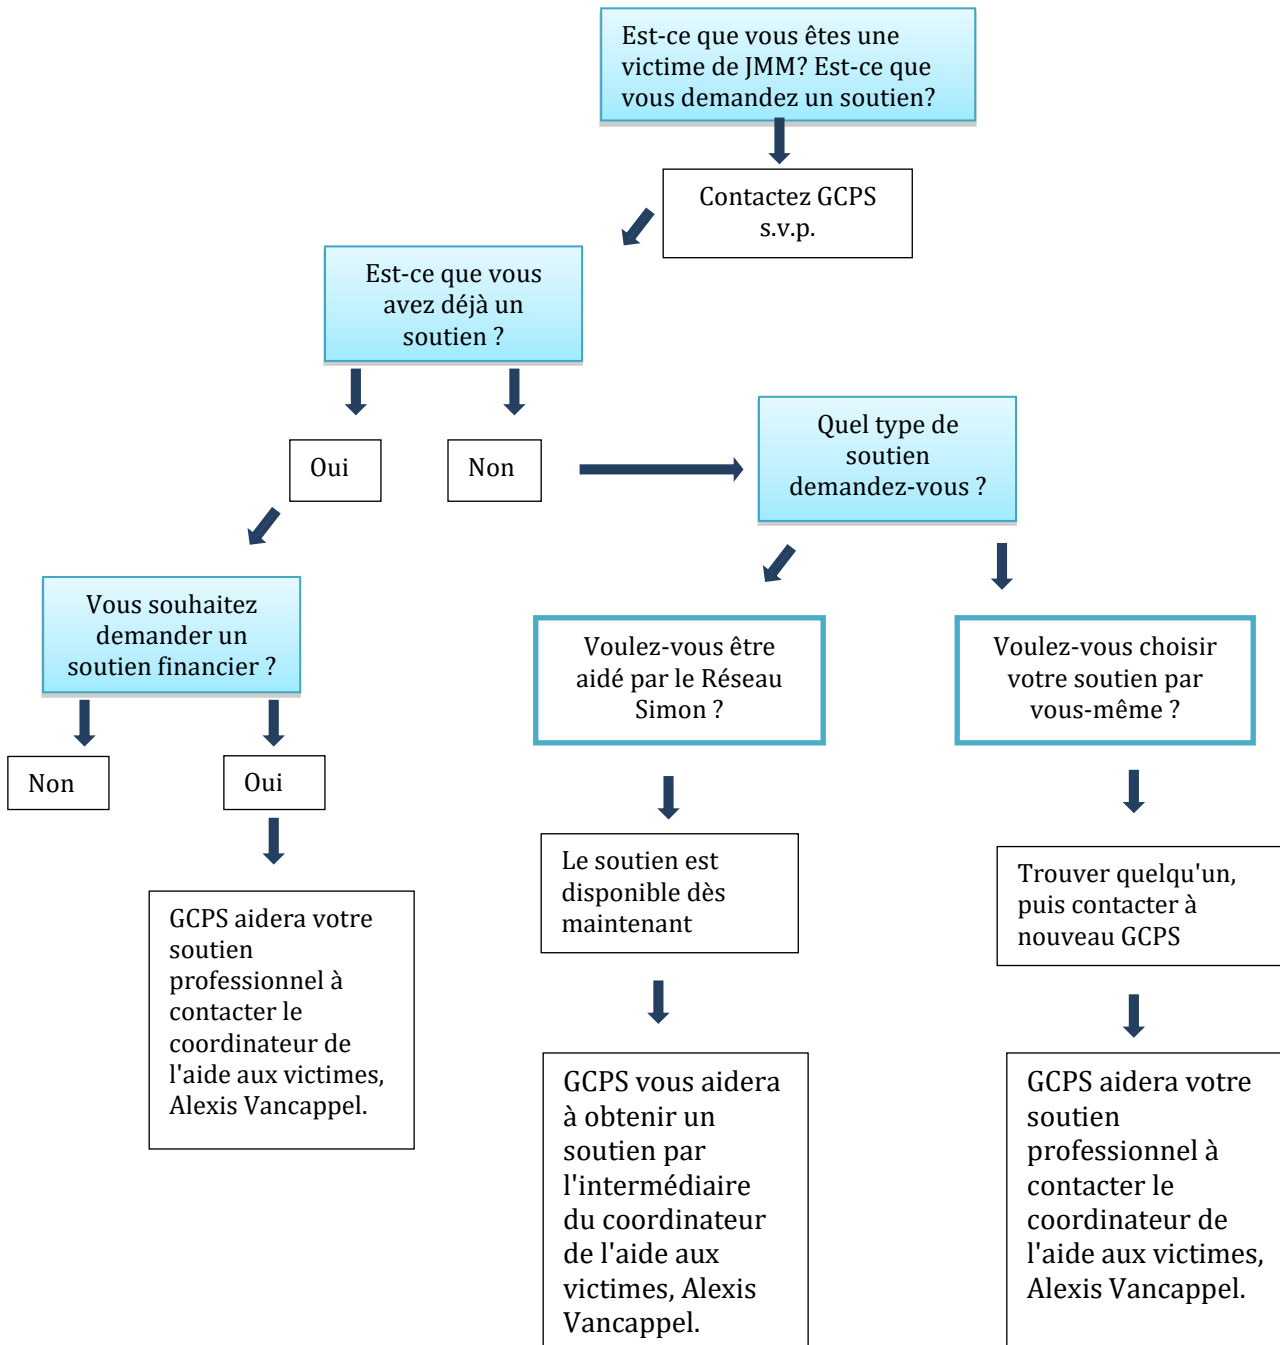 Est-ce que vous êtes une
victime de JMM? Est-ce que
vous demandez un soutien?
Contactez GCPS
s.v.p.
Est-ce que vous
avez déjà un
soutien ?
Oui
Non
Quel type de
soutien
demandez-vous ?
Vous souhaitez
demander un
soutien financier ?
Non
Oui
GCPS aidera votre
soutien
professionnel à
contacter le
coordinateur de
l'aide aux victimes,
Alexis Vancappel.
Voulez-vous être
aidé par le Réseau
Simon ?
Le soutien est
disponible dès
maintenant
GCPS vous aidera
à obtenir un
soutien par
l'intermédiaire
du coordinateur
de l'aide aux
victimes, Alexis
Vancappel.
Voulez-vous choisir
votre soutien par
vous-même ?
Trouver quelqu'un,
puis contacter à
nouveau GCPS
GCPS aidera votre
soutien
professionnel à
contacter le
coordinateur de
l'aide aux victimes,
Alexis Vancappel.